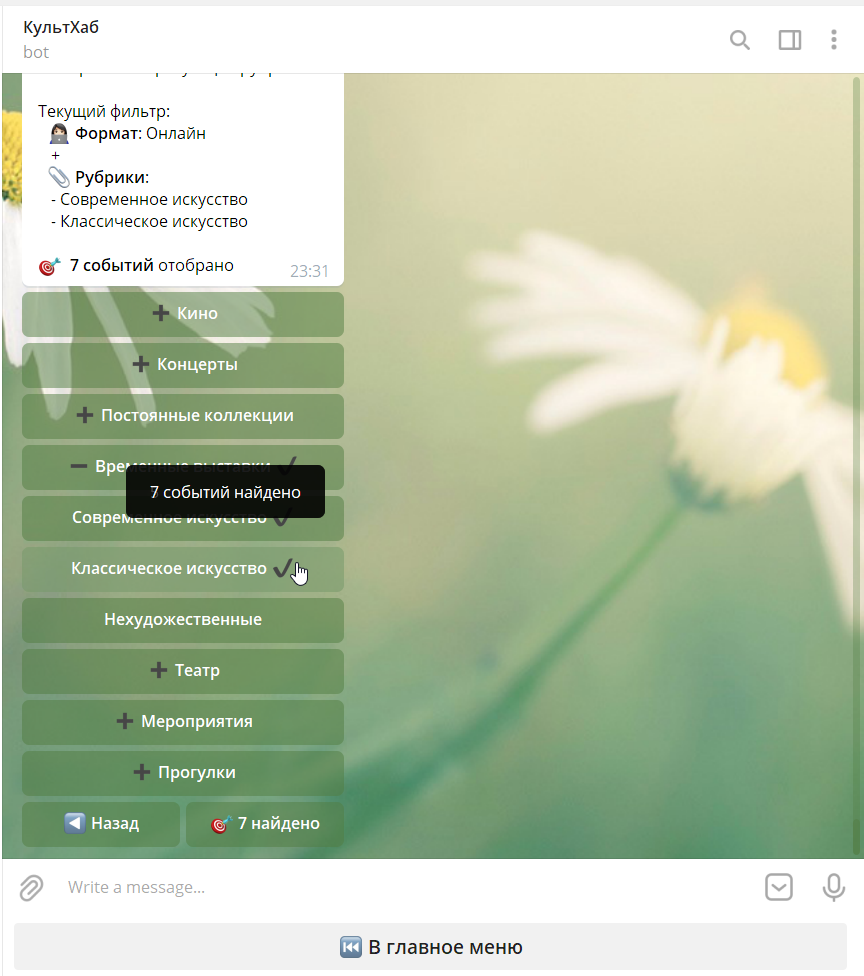 КультХаб
bot
Текущий фильтр:
Формат: Онлайн
+
Рубрики:
- Современное искусство
- Классическое искусство
7 событий отобрано
23:31
+ Кино
+ Концерты
+ Постоянные коллекции
− Временные выставки ✔
7 событий найдено
Современное искусство ✔
Классическое искусство ✔
Нехудожественные
+ Театр
+ Мероприятия
+ Прогулки
Назад
7 найдено
Write a message...
В главное меню